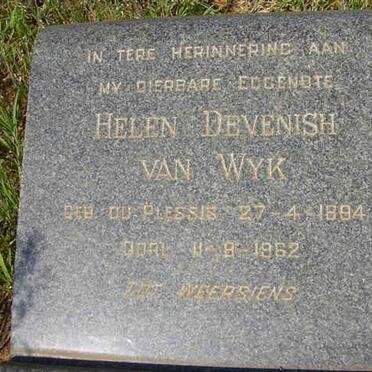 IN TERE HERINNERING AAN
MY DIERBARE EGGENOTE
HELEN DEVENISH
VAN WYK
GEB. DU PLESSIS 27-4-1894
OORL. 11-8-1962
TOT WEERSIENS